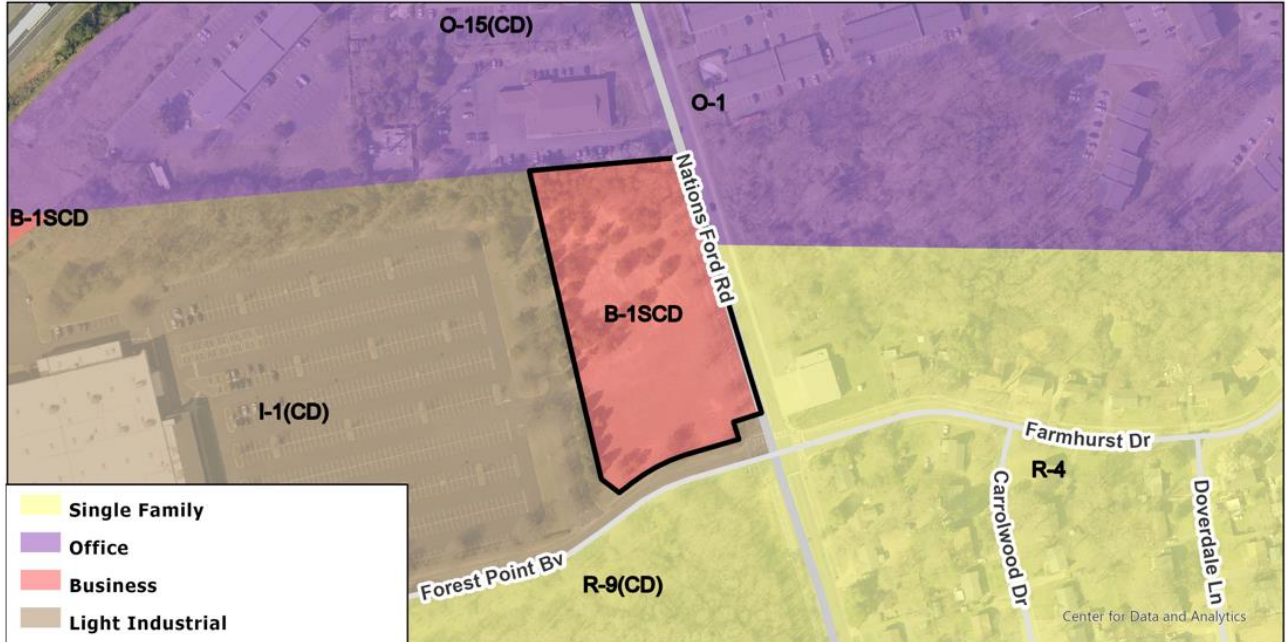 O-15(CD)
O-1
Nations Ford Rd
B-1SCD
B-1SCD
I-1(CD)
Farmhurst Dr
R-4
Carrolwood Dr
Doverdale Ln
Forest Point Bv
R-9(CD)
Single Family
Office
Business
Light Industrial
Center for Data and Analytics